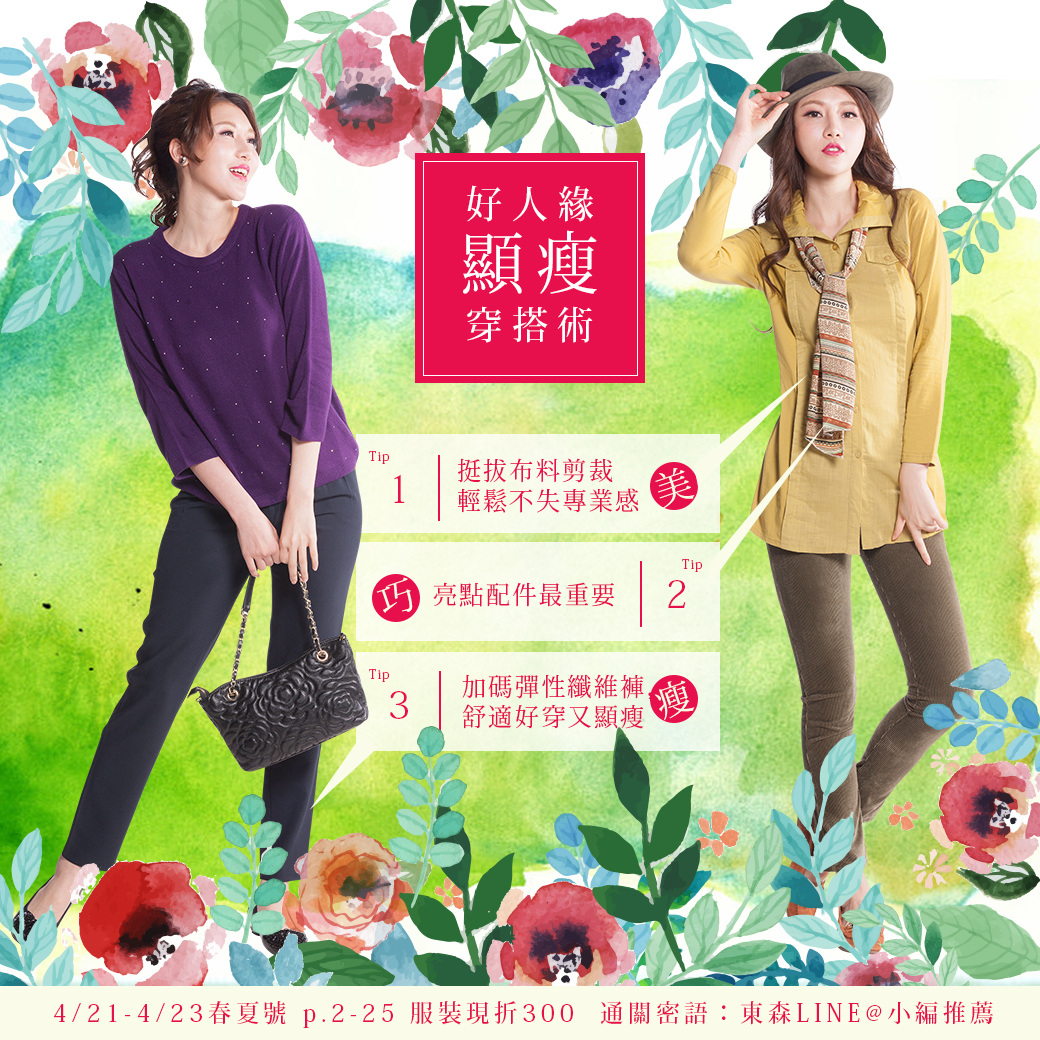 好人緣
顯瘦
穿搭術
Tip
1
挺拔布料剪裁
輕鬆不失專業感
美
巧
亮點配件最重要
Tip
2
Tip
3
加碼彈性纖維褲
舒適好穿又顯瘦
瘦
4/21-4/23春夏號 p.2-25 服裝現折300 通關密語：東森LINE@小編推薦